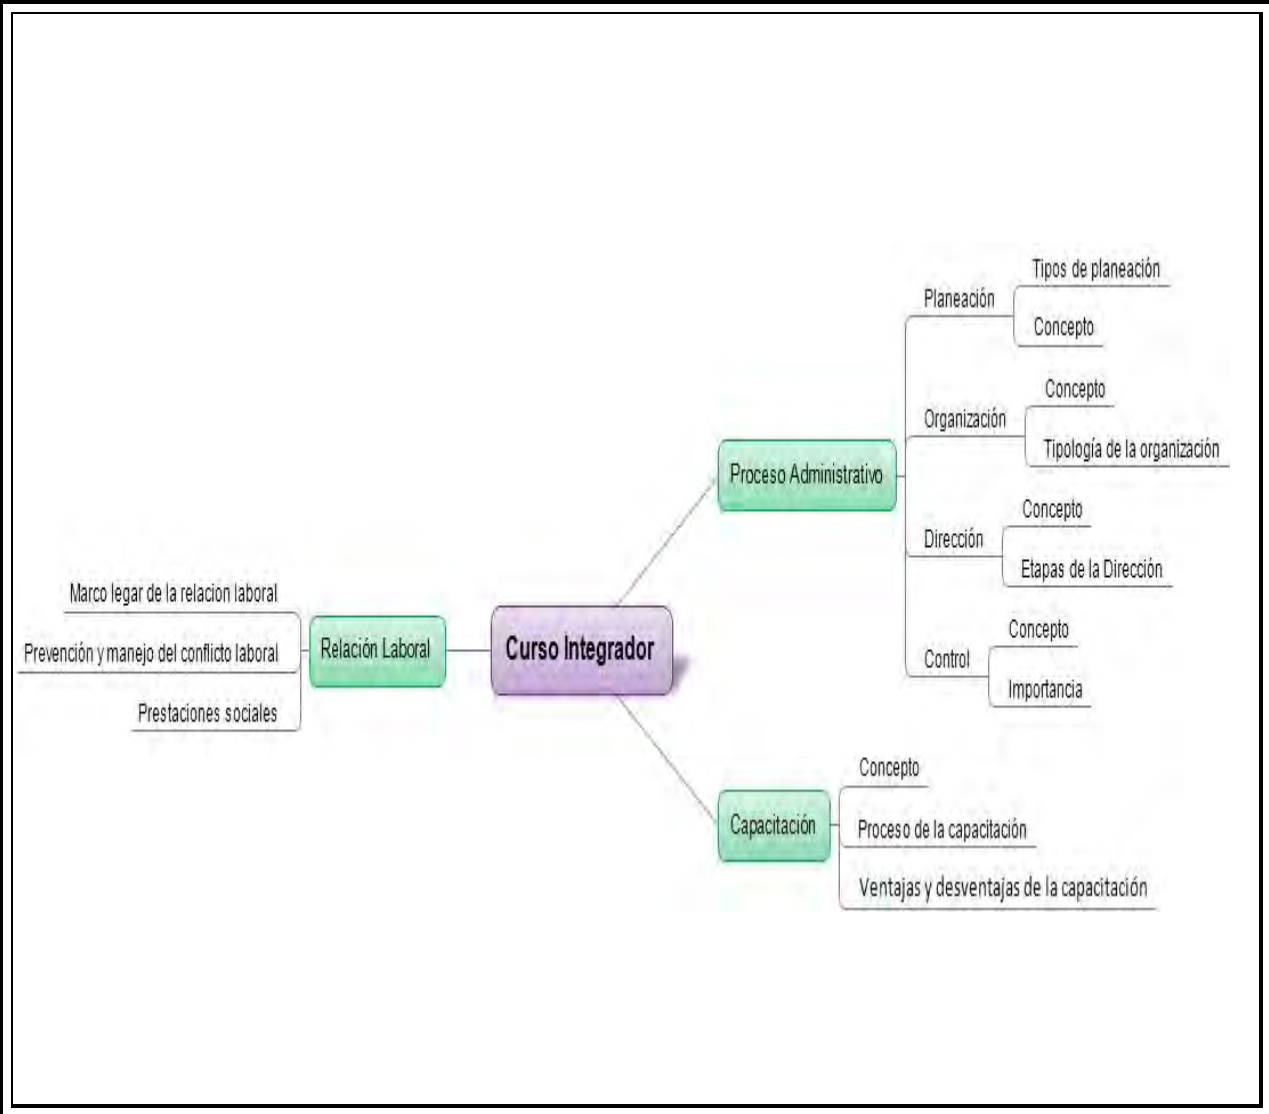 Curso Integrador
Proceso Administrativo
Planeación
Tipos de planeación
Concepto
Organización
Concepto
Tipología de la organización
Dirección
Concepto
Etapas de la Dirección
Control
Concepto
Importancia
Capacitación
Concepto
Proceso de la capacitación
Ventajas y desventajas de la capacitación
Relación Laboral
Marco legar de la relacion laboral
Prevención y manejo del conflicto laboral
Prestaciones sociales